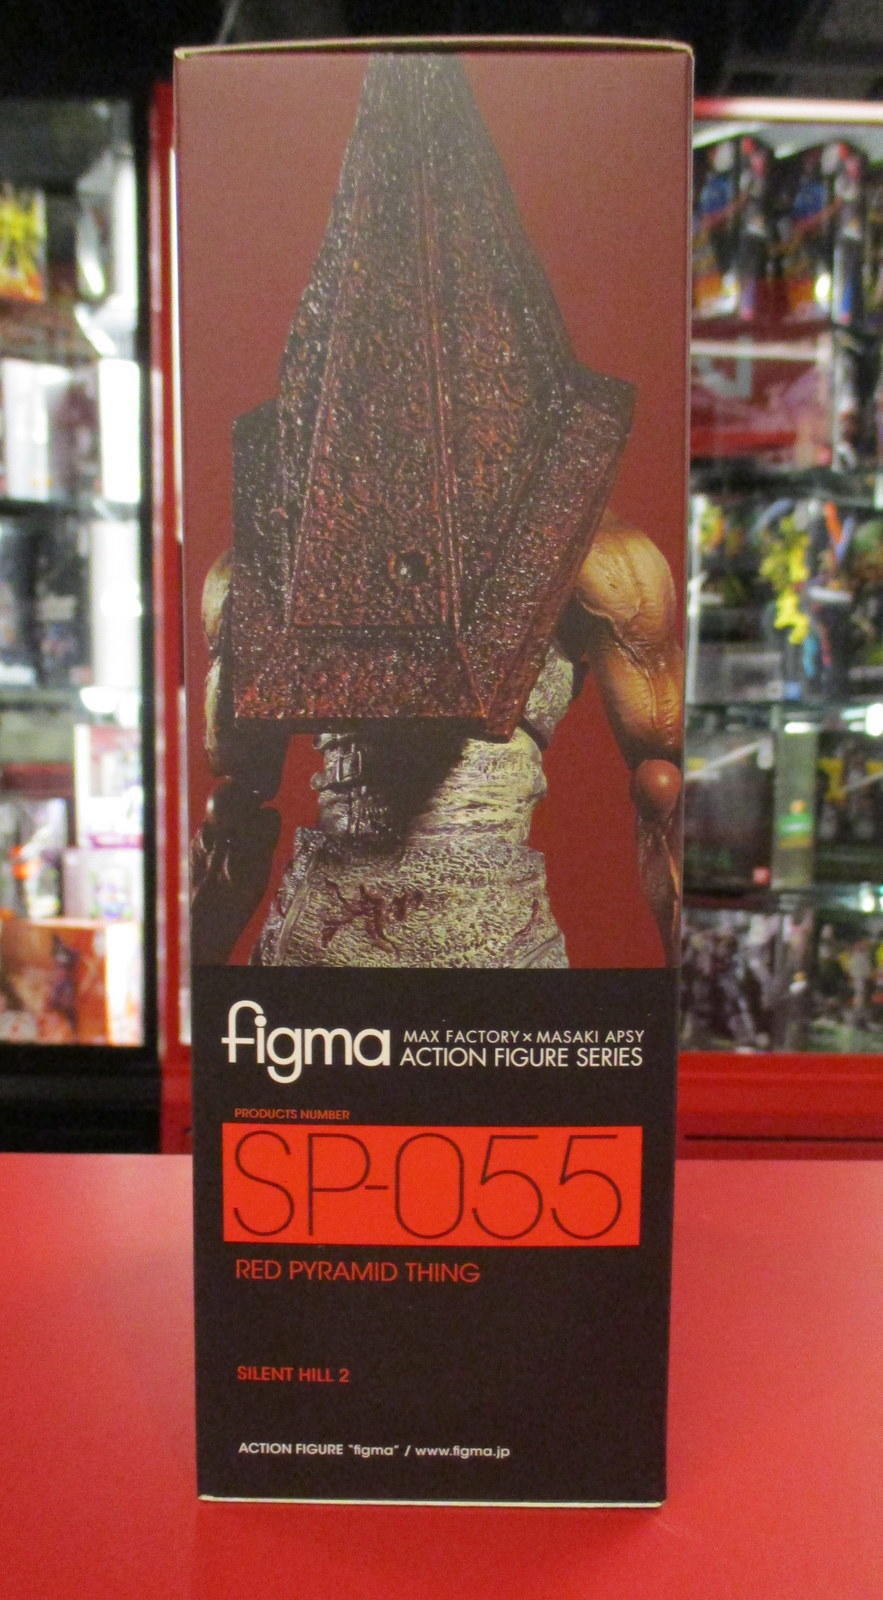 figma
MAX FACTORY×MASAKI APSY
ACTION FIGURE SERIES
PRODUCTS NUMBER
SP-055
RED PYRAMID THING
SILENT HILL 2
ACTION FIGURE "figma" / www.figma.jp